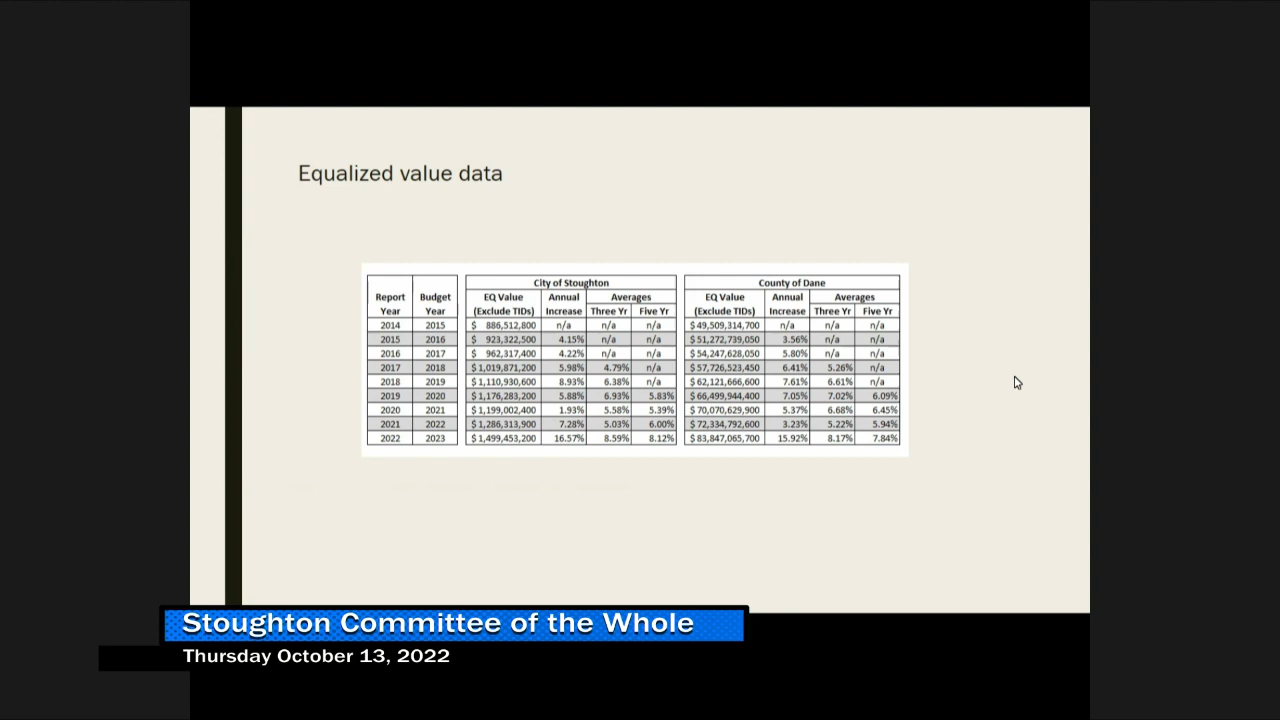 Equalized value data
City of Stoughton County of Dane
Report Budget EQ Value Annual Averages EQ Value Annual Averages
Year Year (Exclude TIDs) Increase Three Yr Five Yr (Exclude TIDs) Increase Three Yr Five Yr
2014 2015 $ 886,512,800 n/a n/a n/a $49,509,314,700 n/a n/a n/a
2015 2016 $ 923,322,500 4.15% n/a n/a $51,272,739,050 3.56% n/a n/a
2016 2017 $ 962,317,400 4.22% n/a n/a $54,247,628,050 5.80% n/a n/a
2017 2018 $1,019,871,200 5.98% 4.79% n/a $57,726,523,450 6.41% 5.26% n/a
2018 2019 $1,110,930,600 8.93% 6.38% n/a $62,121,666,600 7.61% 6.61% n/a
2019 2020 $1,176,283,200 5.88% 6.93% 5.83% $66,499,944,400 7.05% 7.02% 6.09%
2020 2021 $1,199,002,400 1.93% 5.58% 5.39% $70,070,629,900 5.37% 6.68% 6.45%
2021 2022 $1,286,313,900 7.28% 5.03% 6.00% $72,334,792,600 3.23% 5.22% 5.94%
2022 2023 $1,499,453,200 16.57% 8.59% 8.12% $83,847,065,700 15.92% 8.17% 7.84%
Stoughton Committee of the Whole
Thursday October 13, 2022